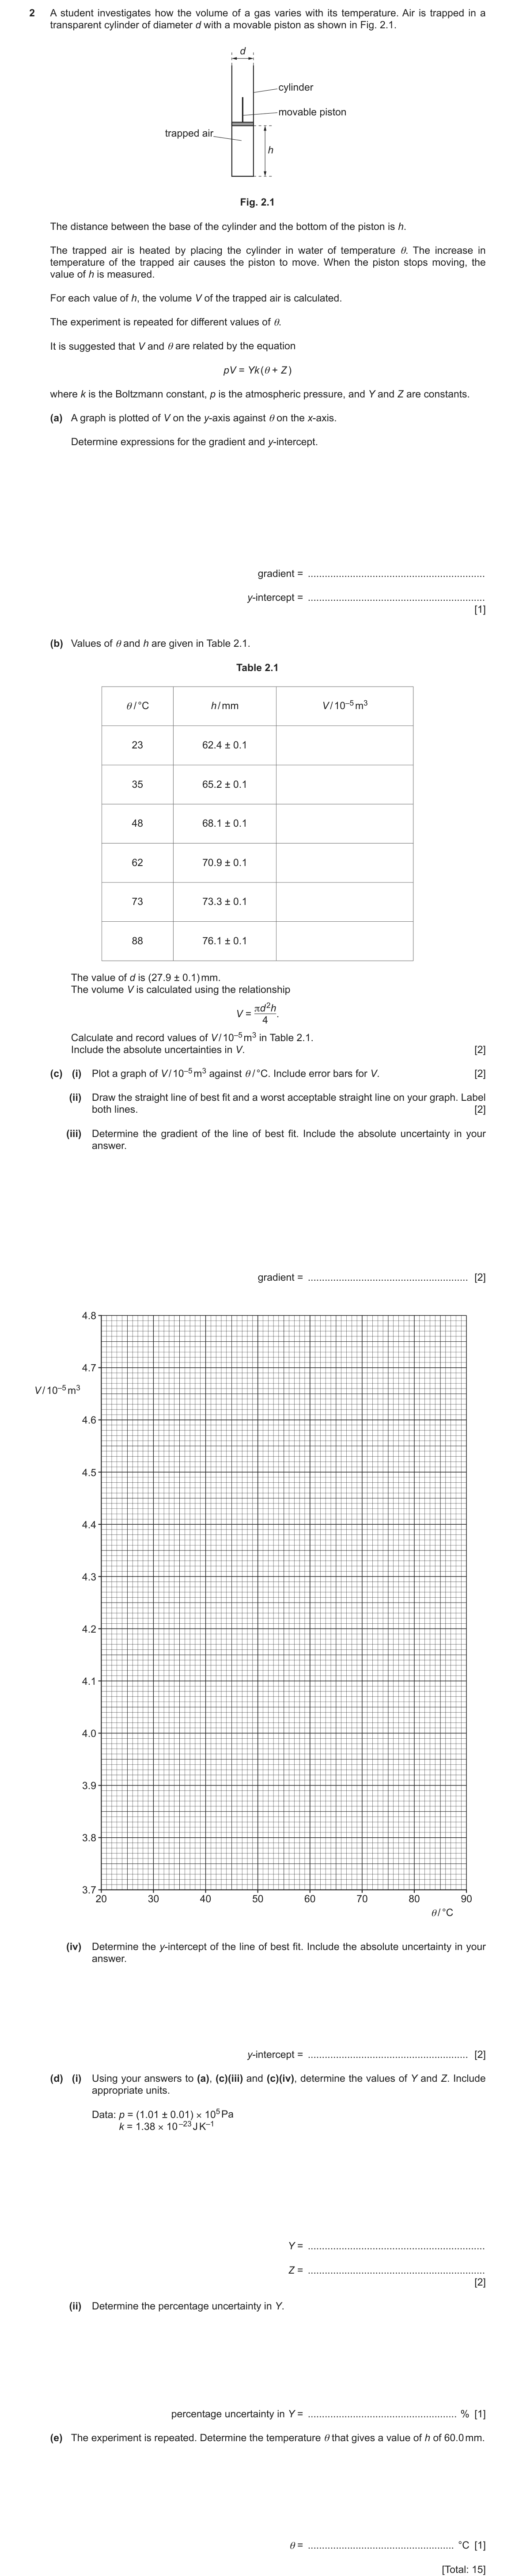 2 A student investigates how the volume of a gas varies with its temperature. Air is trapped in a
transparent cylinder of diameter d with a movable piston as shown in Fig. 2.1.
d
cylinder
movable piston
trapped air
h
Fig. 2.1
The distance between the base of the cylinder and the bottom of the piston is h.
The trapped air is heated by placing the cylinder in water of temperature θ. The increase in
temperature of the trapped air causes the piston to move. When the piston stops moving, the
value of h is measured.
For each value of h, the volume V of the trapped air is calculated.
The experiment is repeated for different values of θ.
It is suggested that V and θ are related by the equation
pV = Yk(θ + Z)
where k is the Boltzmann constant, p is the atmospheric pressure, and Y and Z are constants.
(a) A graph is plotted of V on the y-axis against θ on the x-axis.
Determine expressions for the gradient and y-intercept.
gradient = ................................................................
y-intercept = ................................................................
[1]
(b) Values of θ and h are given in Table 2.1.
Table 2.1
θ/°C h/mm V/10⁻⁵ m³
23 62.4 ± 0.1
35 65.2 ± 0.1
48 68.1 ± 0.1
62 70.9 ± 0.1
73 73.3 ± 0.1
88 76.1 ± 0.1
The value of d is (27.9 ± 0.1) mm.
The volume V is calculated using the relationship
V = πd²h/4.
Calculate and record values of V/10⁻⁵ m³ in Table 2.1.
Include the absolute uncertainties in V. [2]
(c) (i) Plot a graph of V/10⁻⁵ m³ against θ/°C. Include error bars for V. [2]
(ii) Draw the straight line of best fit and a worst acceptable straight line on your graph. Label
both lines. [2]
(iii) Determine the gradient of the line of best fit. Include the absolute uncertainty in your
answer.
gradient = ......................................................... [2]
4.8
4.7
V/10⁻⁵ m³
4.6
4.5
4.4
4.3
4.2
4.1
4.0
3.9
3.8
3.7
20 30 40 50 60 70 80 90
θ/°C
(iv) Determine the y-intercept of the line of best fit. Include the absolute uncertainty in your
answer.
y-intercept = ......................................................... [2]
(d) (i) Using your answers to (a), (c)(iii) and (c)(iv), determine the values of Y and Z. Include
appropriate units.
Data: p = (1.01 ± 0.01) × 10⁵ Pa
k = 1.38 × 10⁻²³ J K⁻¹
Y = ................................................................
Z = ................................................................
[2]
(ii) Determine the percentage uncertainty in Y.
percentage uncertainty in Y = ...................................................... % [1]
(e) The experiment is repeated. Determine the temperature θ that gives a value of h of 60.0 mm.
θ = ...................................................... °C [1]
[Total: 15]